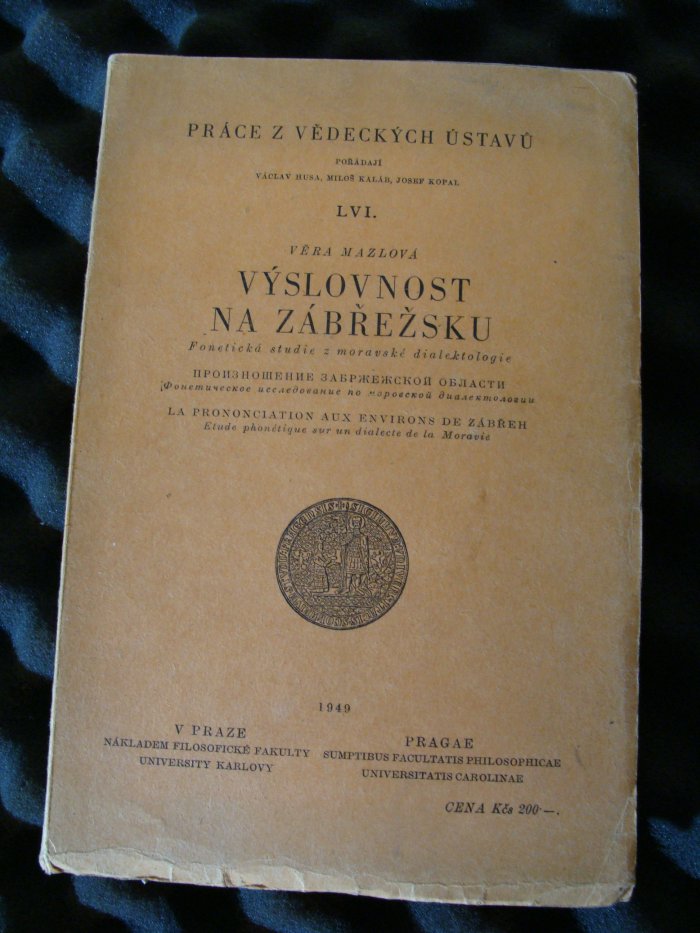 PRÁCE Z VĚDECKÝCH ÚSTAVŮ
POŘÁDAJÍ
VÁCLAV HUSA, MILOŠ KALÁB, JOSEF KOPAL
LVI.
VĚRA MAZLOVÁ
VÝSLOVNOST
NA ZÁBŘEŽSKU
Fonetická studie z moravské dialektologie
ПРОИЗНОШЕНИЕ ЗАБРЖЕЖСКОЙ ОБЛАСТИ
Фонетическое исследование по моровской диалектологии
LA PRONONCIATION AUX ENVIRONS DE ZÁBŘEH
Etude phonétique sur un dialecte de la Moravie
1949
V PRAZE
NÁKLADEM FILOSOFICKÉ FAKULTY
UNIVERSITY KARLOVY
PRAGAE
SUMPTIBUS FACULTATIS PHILOSOPHICAE
UNIVERSITATIS CAROLINAE
CENA Kčs 200·—.